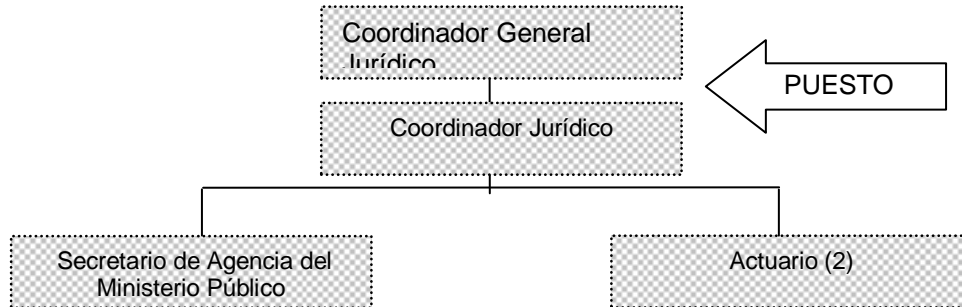 Coordinador General
Jurídico
PUESTO
Coordinador Jurídico
Secretario de Agencia del
Ministerio Público
Actuario (2)